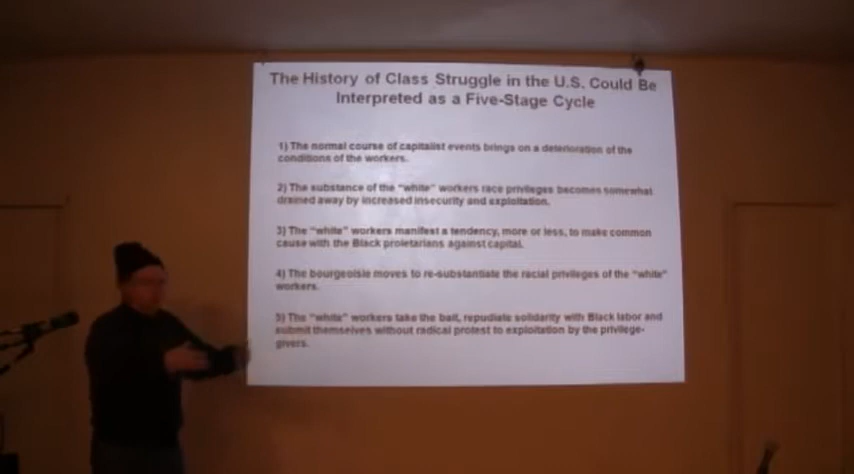 The History of Class Struggle in the U.S. Could Be
Interpreted as a Five-Stage Cycle
1) The normal course of capitalist events brings on a deterioration of the
conditions of the workers.
2) The substance of the "white" workers race privileges becomes somewhat
drained away by increased insecurity and exploitation.
3) The "white" workers manifest a tendency, more or less, to make common
cause with the Black proletarians against capital.
4) The bourgeoisie moves to re-substantiate the racial privileges of the "white"
workers.
5) The "white" workers take the bait, repudiate solidarity with Black labor and
submit themselves without radical protest to exploitation by the privilege-
givers.